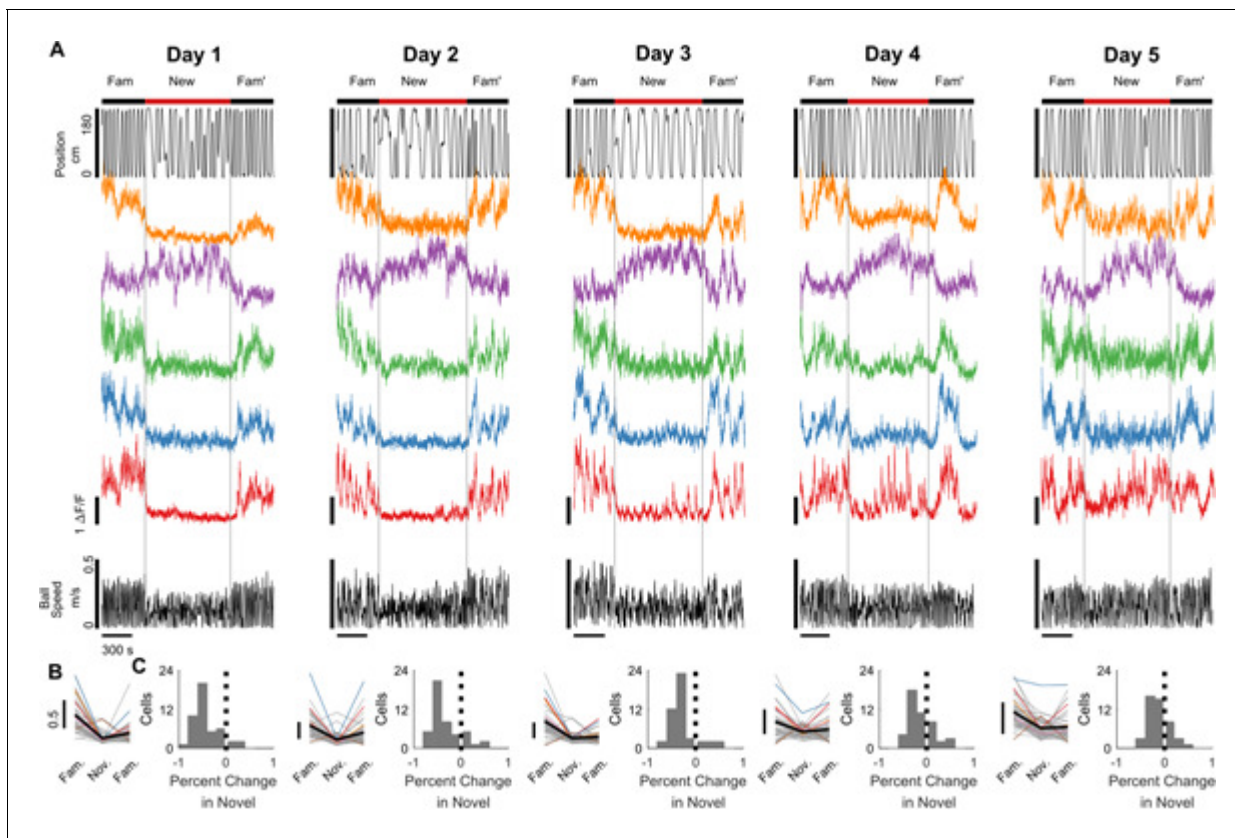 A
Day 1 Day 2 Day 3 Day 4 Day 5
Fam New Fam' Fam New Fam' Fam New Fam' Fam New Fam' Fam New Fam'
Position
cm
0 180
1 ΔF/F
Ball
Speed
m/s
0 0.5
300 s
B C
0.5
Fam. Nov. Fam. Fam. Nov. Fam. Fam. Nov. Fam. Fam. Nov. Fam. Fam. Nov. Fam.
Cells Cells Cells Cells Cells
24 24 24 24 24
12 12 12 12 12
0 0 0 0 0
-1 0 1 -1 0 1 -1 0 1 -1 0 1 -1 0 1
Percent Change Percent Change Percent Change Percent Change Percent Change
in Novel in Novel in Novel in Novel in Novel